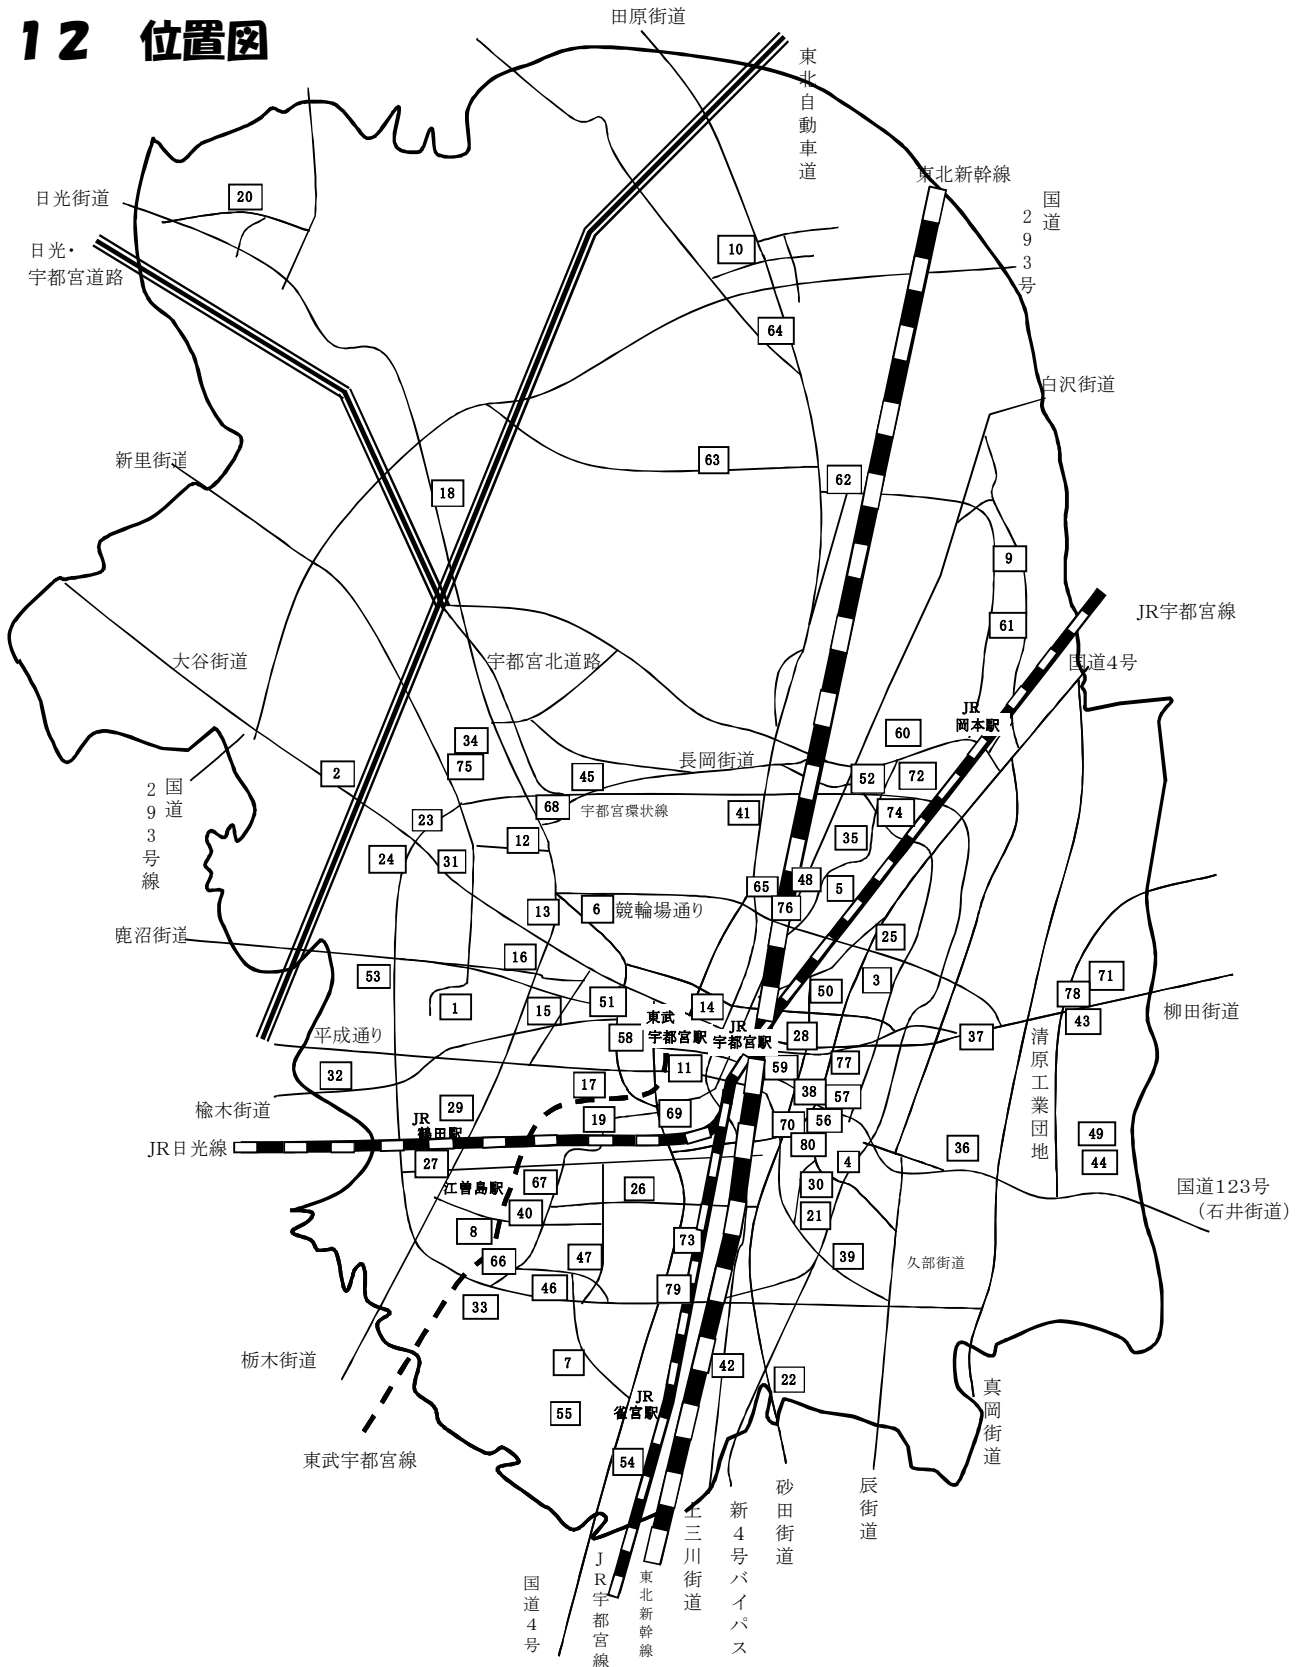 12 位置図
田原街道
東北自動車道
東北新幹線
国道
293号
日光街道
20
日光・
宇都宮道路
10
64
白沢街道
新里街道
63
62
18
9
JR宇都宮線
61
大谷街道
宇都宮北道路
国道4号
JR
岡本駅
60
34
75
長岡街道
2
45
52
72
国道
293号線
68
宇都宮環状線
41
74
23
12
35
24
31
65
48
5
13
6
競輪場通り
76
鹿沼街道
25
16
53
50
3
71
78
1
15
51
14
柳田街道
43
平成通り
58
東武
宇都宮駅
JR
宇都宮駅
28
37
清原工業団地
32
11
59
77
17
38
57
楡木街道
29
19
69
70
56
JR
鶴田駅
49
JR日光線
80
36
27
4
44
江曽島駅
67
26
30
国道123号
(石井街道)
40
21
8
73
66
47
39
久部街道
46
79
33
栃木街道
7
42
22
真岡街道
JR
雀宮駅
55
東武宇都宮線
54
国道4号
JR宇都宮線
東北新幹線
上三川街道
新4号バイパス
砂田街道
辰街道